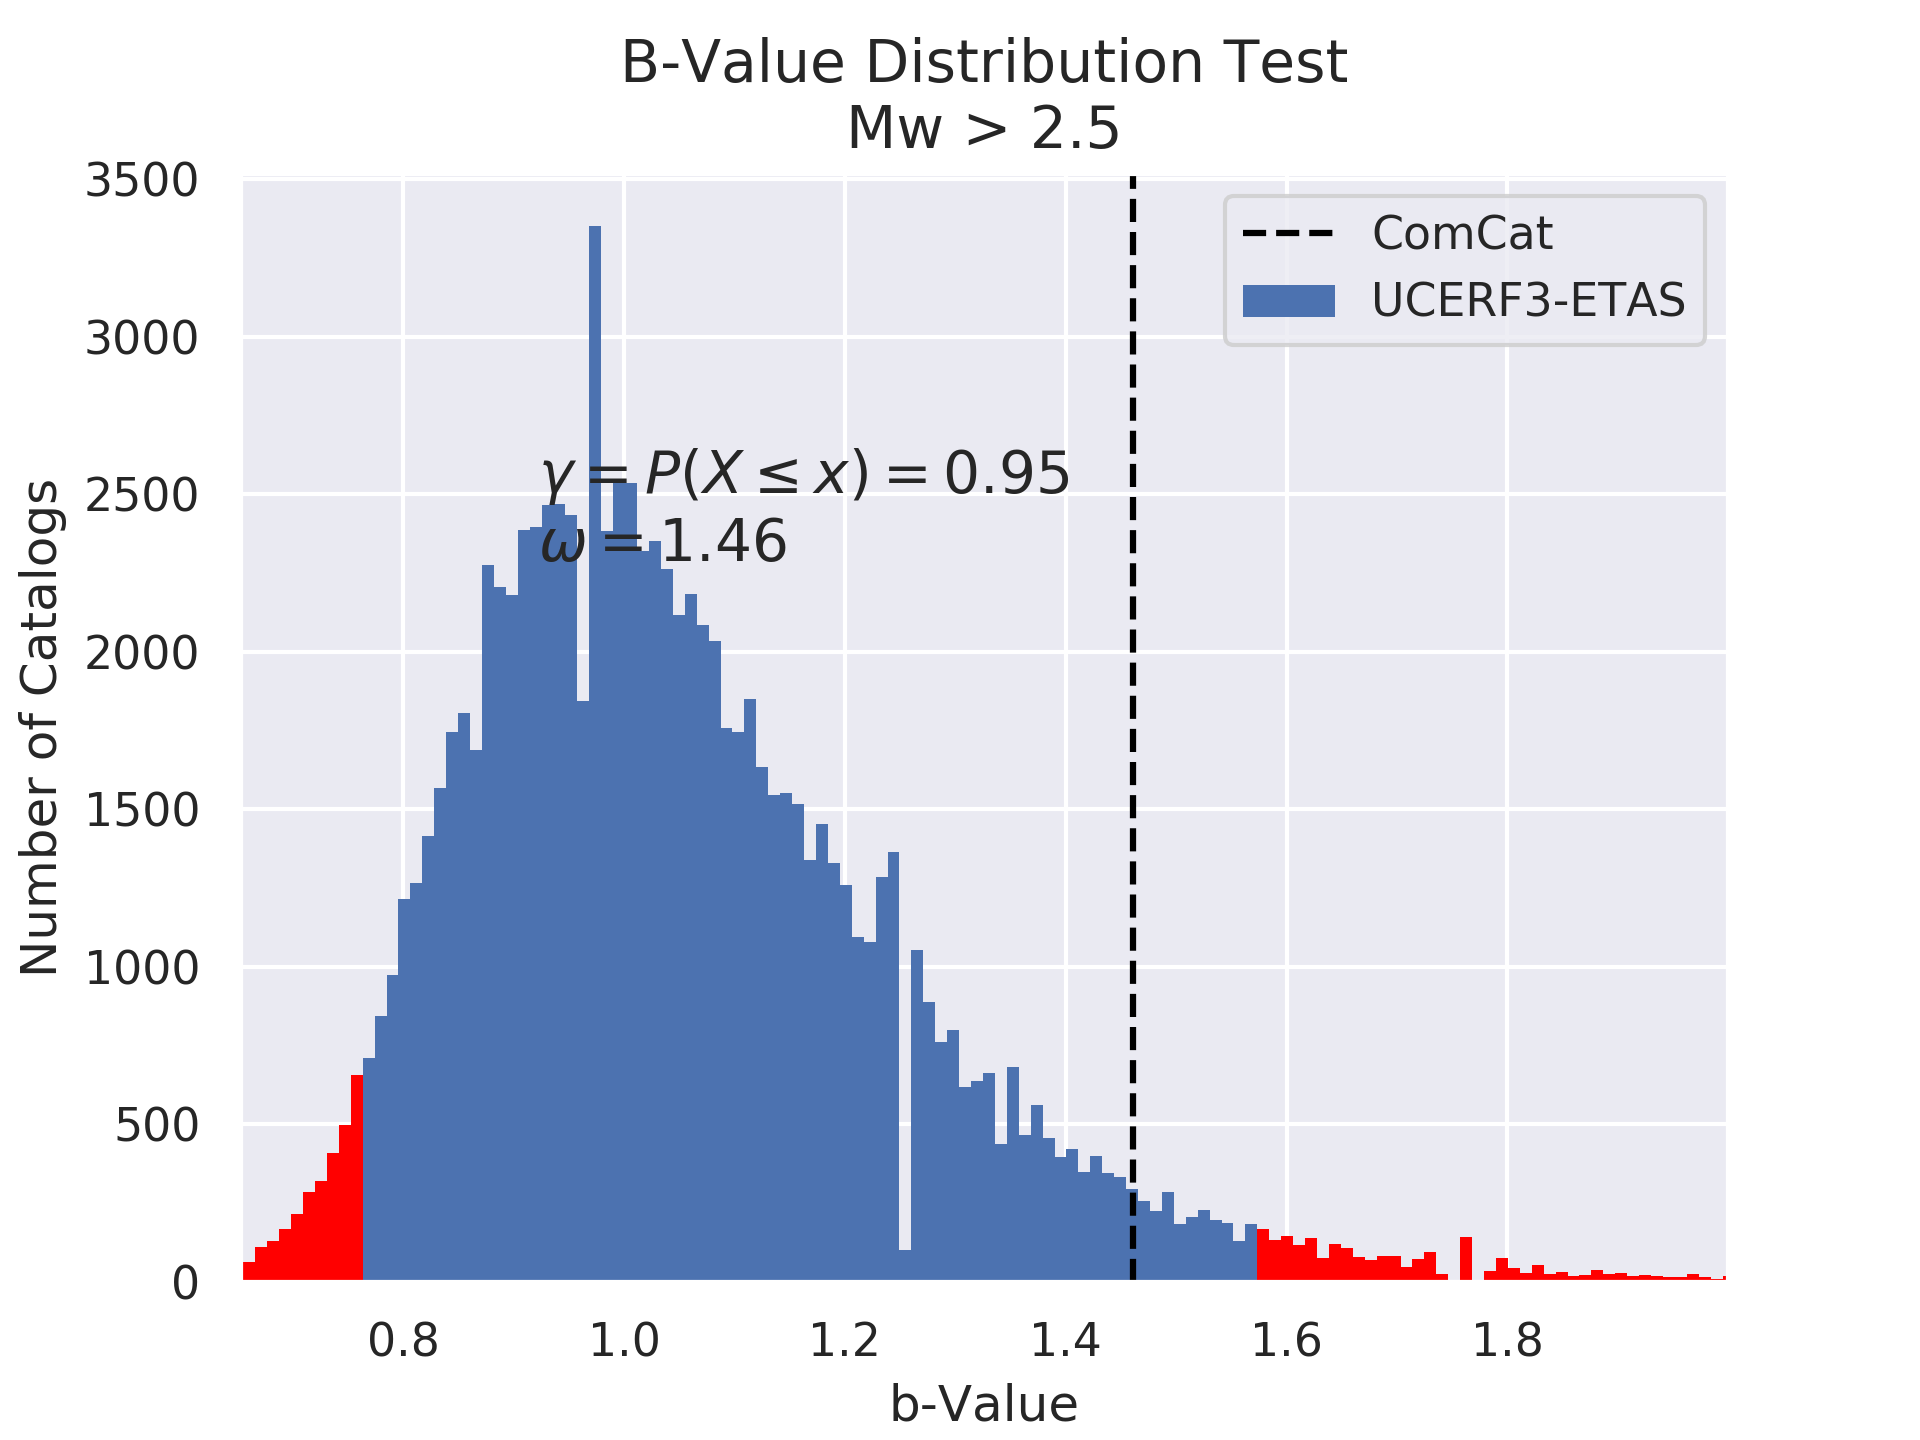 B-Value Distribution Test
Mw > 2.5
3500
3000
2500
2000
1500
1000
500
0
Number of Catalogs
ComCat
UCERF3-ETAS
γ = P(X ≤ x) = 0.95
ω = 1.46
0.8 1.0 1.2 1.4 1.6 1.8
b-Value